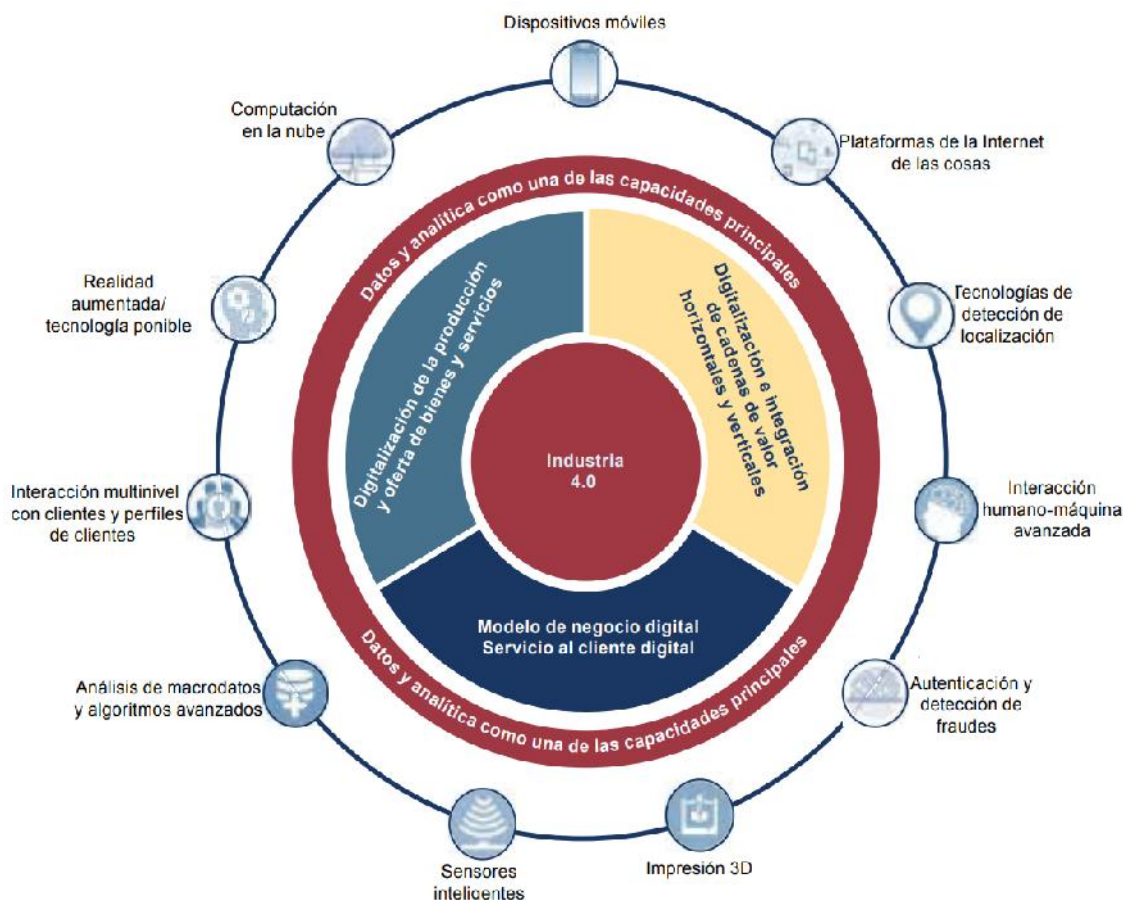 Dispositivos móviles
Plataformas de la Internet
de las cosas
Tecnologías de
detección de
localización
Interacción
humano-máquina
avanzada
Autenticación y
detección de
fraudes
Impresión 3D
Sensores
inteligentes
Análisis de macrodatos
y algoritmos avanzados
Interacción multinivel
con clientes y perfiles
de clientes
Realidad
aumentada/
tecnología ponible
Computación
en la nube
Datos y analítica como una de las capacidades principales
Digitalización de la producción
y oferta de bienes y servicios
Digitalización e integración
de cadenas de valor
horizontales y verticales
Industria
4.0
Modelo de negocio digital
Servicio al cliente digital
Datos y analítica como una de las capacidades principales